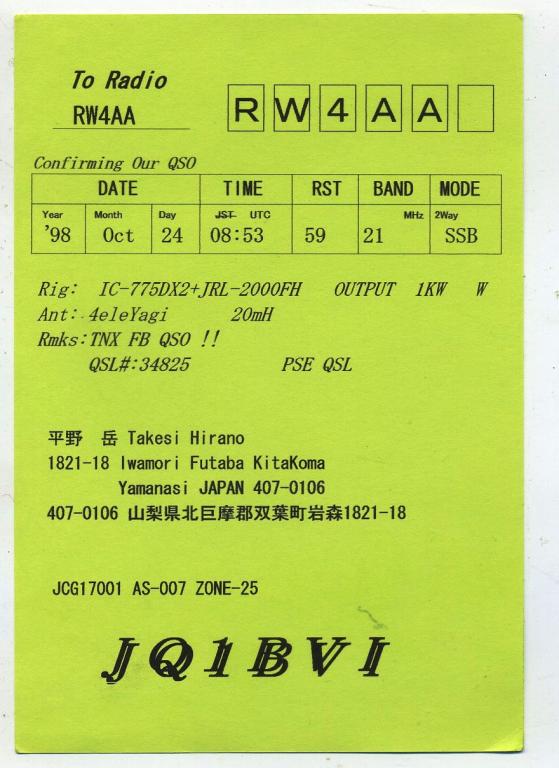 To Radio
RW4AA
RW4AA
Confirming Our QSO
DATE TIME RST BAND MODE
Year Month Day JST UTC MHz 2Way
'98 Oct 24 08:53 59 21 SSB
Rig: IC-775DX2+JRL-2000FH OUTPUT 1KW W
Ant: 4eleYagi 20mH
Rmks:TNX FB QSO !!
QSL#:34825 PSE QSL
平野 岳 Takesi Hirano
1821-18 Iwamori Futaba KitaKoma
Yamanasi JAPAN 407-0106
407-0106 山梨県北巨摩郡双葉町岩森1821-18
JCG17001 AS-007 ZONE-25
JQ1BVI